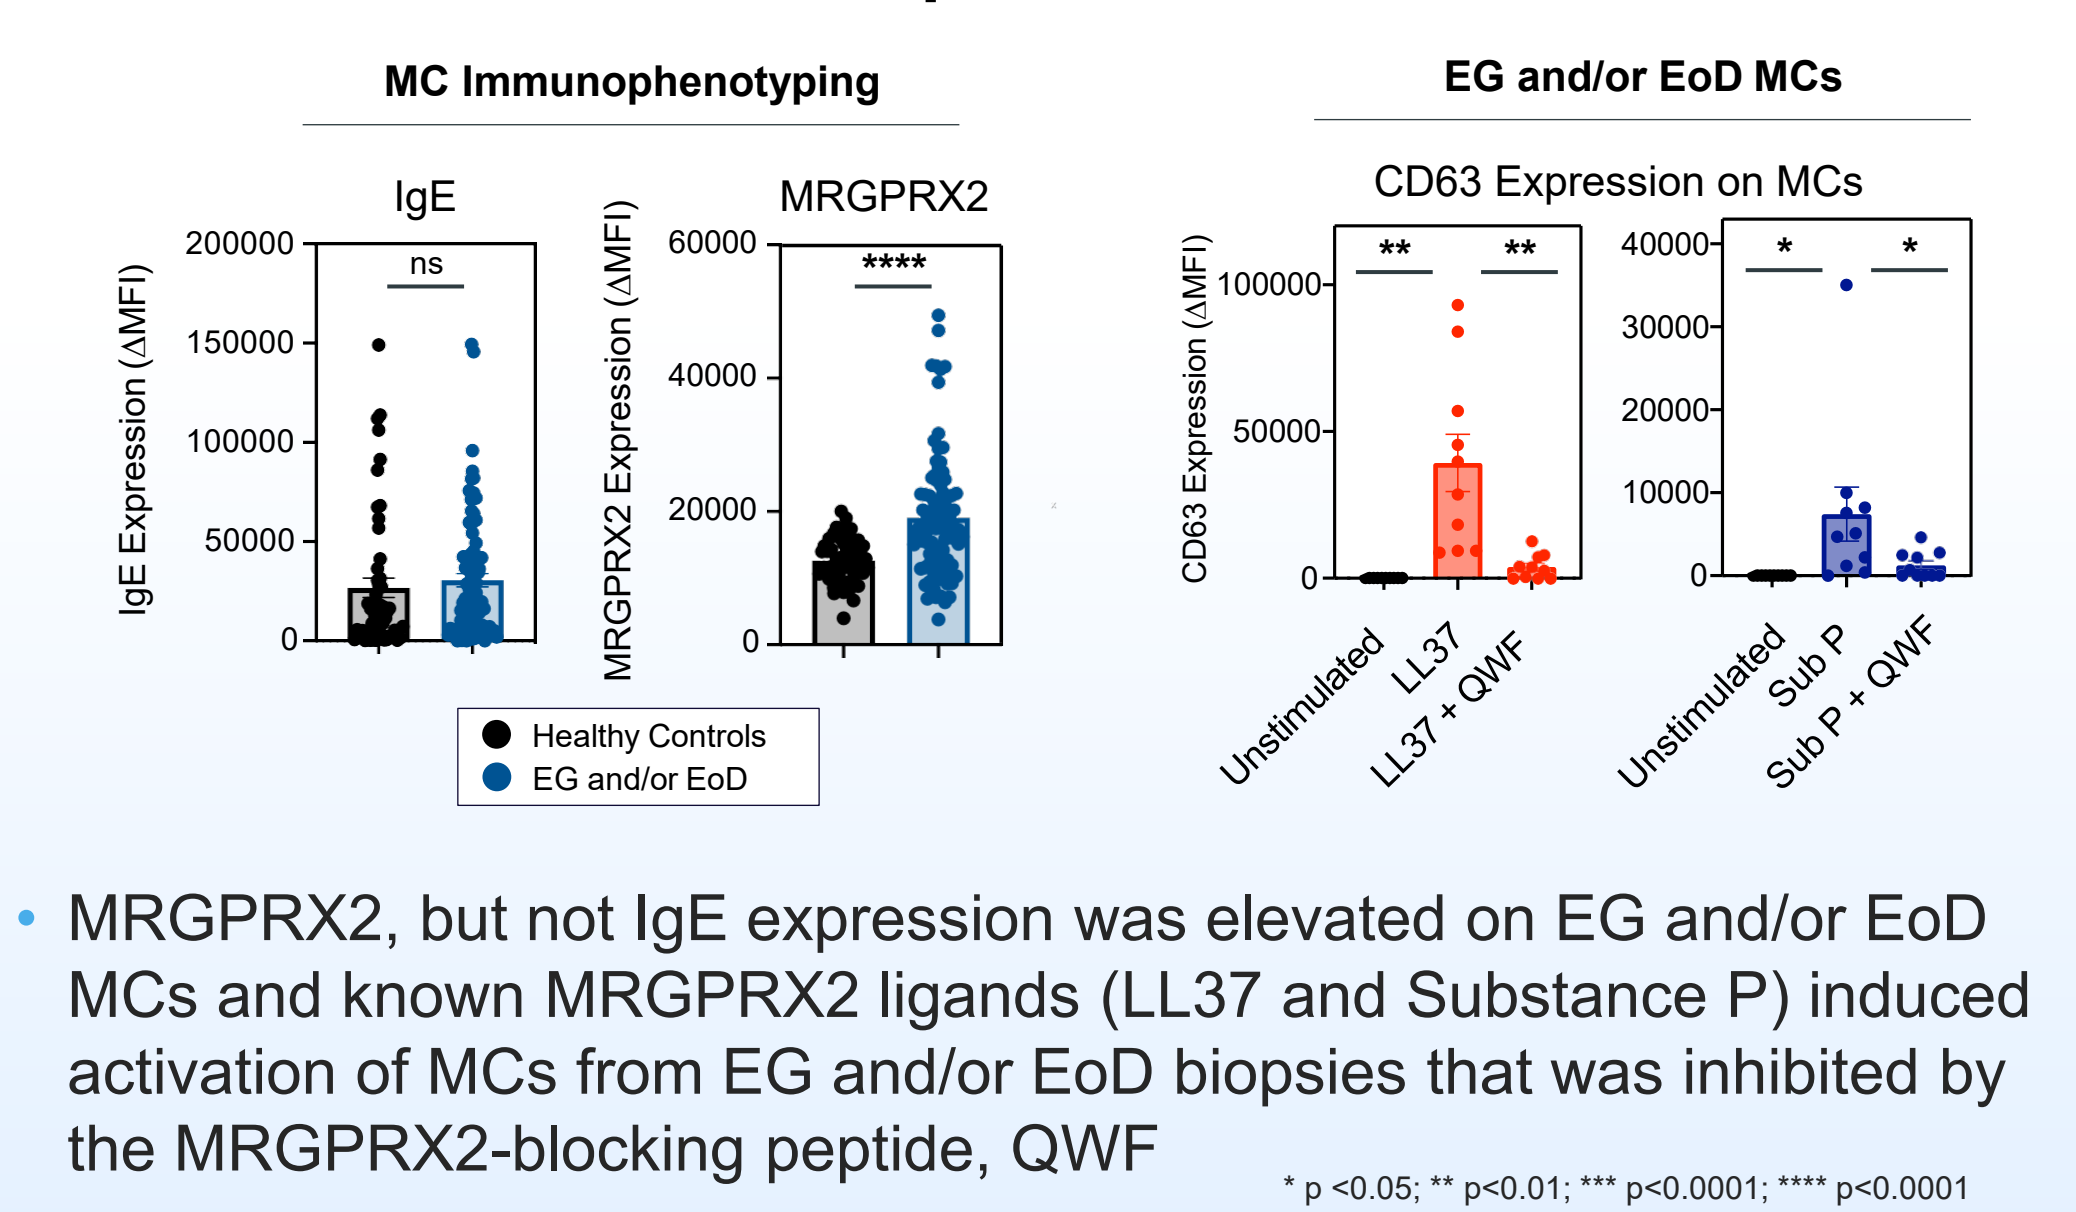 MC Immunophenotyping
IgE
IgE Expression (ΔMFI)
200000
150000
100000
50000
0
ns
MRGPRX2
MRGPRX2 Expression (ΔMFI)
60000
40000
20000
0
****
Healthy Controls
EG and/or EoD
EG and/or EoD MCs
CD63 Expression on MCs
CD63 Expression (ΔMFI)
100000
50000
0
**
**
Unstimulated
LL37
LL37 + QWF
40000
30000
20000
10000
0
*
*
Unstimulated
Sub P
Sub P + QWF
• MRGPRX2, but not IgE expression was elevated on EG and/or EoD
MCs and known MRGPRX2 ligands (LL37 and Substance P) induced
activation of MCs from EG and/or EoD biopsies that was inhibited by
the MRGPRX2-blocking peptide, QWF
* p <0.05; ** p<0.01; *** p<0.0001; **** p<0.0001